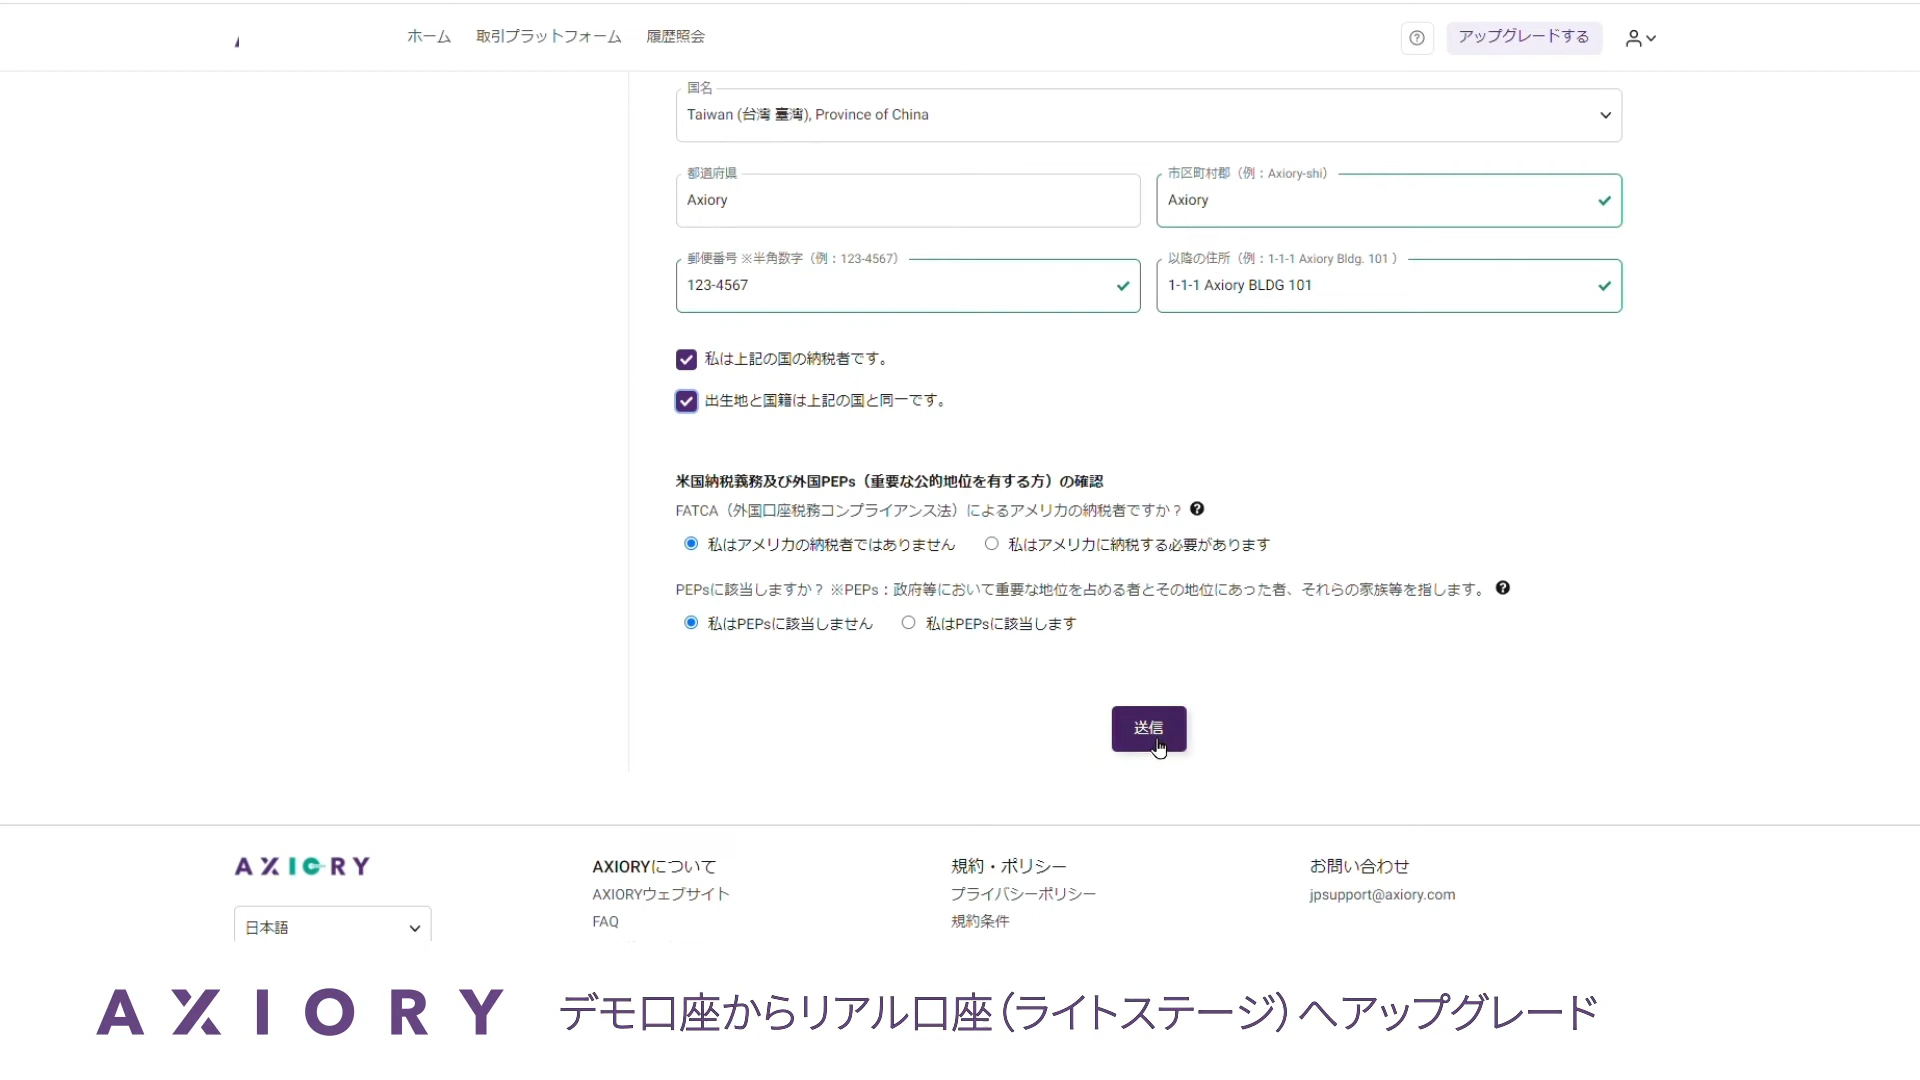 ホーム 取引プラットフォーム 履歴照会 アップグレードする
国名
Taiwan (台湾 臺灣), Province of China
都道府県
Axiory
市区町村郡（例：Axiory-shi）
Axiory
郵便番号 ※半角数字（例：123-4567）
123-4567
以降の住所（例：1-1-1 Axiory Bldg. 101 ）
1-1-1 Axiory BLDG 101
私は上記の国の納税者です。
出生地と国籍は上記の国と同一です。
米国納税義務及び外国PEPs（重要な公的地位を有する方）の確認
FATCA（外国口座税務コンプライアンス法）によるアメリカの納税者ですか？
私はアメリカの納税者ではありません 私はアメリカに納税する必要があります
PEPsに該当しますか？ ※PEPs：政府等において重要な地位を占める者とその地位にあった者、それらの家族等を指します。
私はPEPsに該当しません 私はPEPsに該当します
送信
AXIORY
日本語
AXIORYについて
AXIORYウェブサイト
FAQ
規約・ポリシー
プライバシーポリシー
規約条件
お問い合わせ
jpsupport@axiory.com
AXIORY デモ口座からリアル口座（ライトステージ）へアップグレード